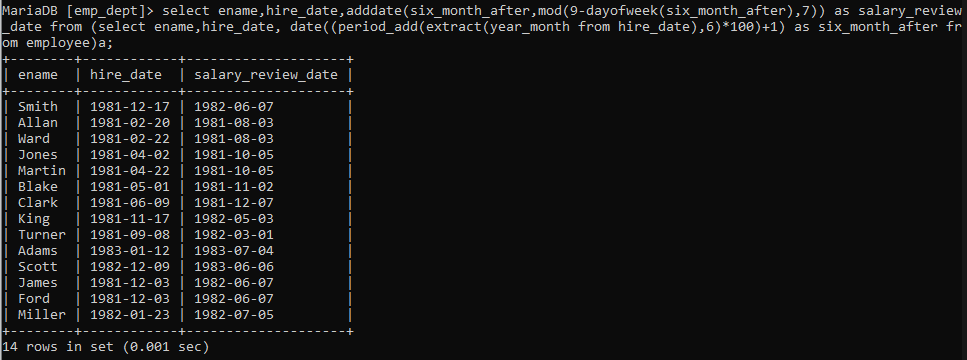 MariaDB [emp_dept]> select ename,hire_date,adddate(six_month_after,mod(9-dayofweek(six_month_after),7)) as salary_review
_date from (select ename,hire_date, date((period_add(extract(year_month from hire_date),6)*100)+1) as six_month_after fr
om employee)a;
+--------+------------+--------------------+
| ename  | hire_date  | salary_review_date |
+--------+------------+--------------------+
| Smith  | 1981-12-17 | 1982-06-07         |
| Allan  | 1981-02-20 | 1981-08-03         |
| Ward   | 1981-02-22 | 1981-08-03         |
| Jones  | 1981-04-02 | 1981-10-05         |
| Martin | 1981-04-22 | 1981-10-05         |
| Blake  | 1981-05-01 | 1981-11-02         |
| Clark  | 1981-06-09 | 1981-12-07         |
| King   | 1981-11-17 | 1982-05-03         |
| Turner | 1981-09-08 | 1982-03-01         |
| Adams  | 1983-01-12 | 1983-07-04         |
| Scott  | 1982-12-09 | 1983-06-06         |
| James  | 1981-12-03 | 1982-06-07         |
| Ford   | 1981-12-03 | 1982-06-07         |
| Miller | 1982-01-23 | 1982-07-05         |
+--------+------------+--------------------+
14 rows in set (0.001 sec)